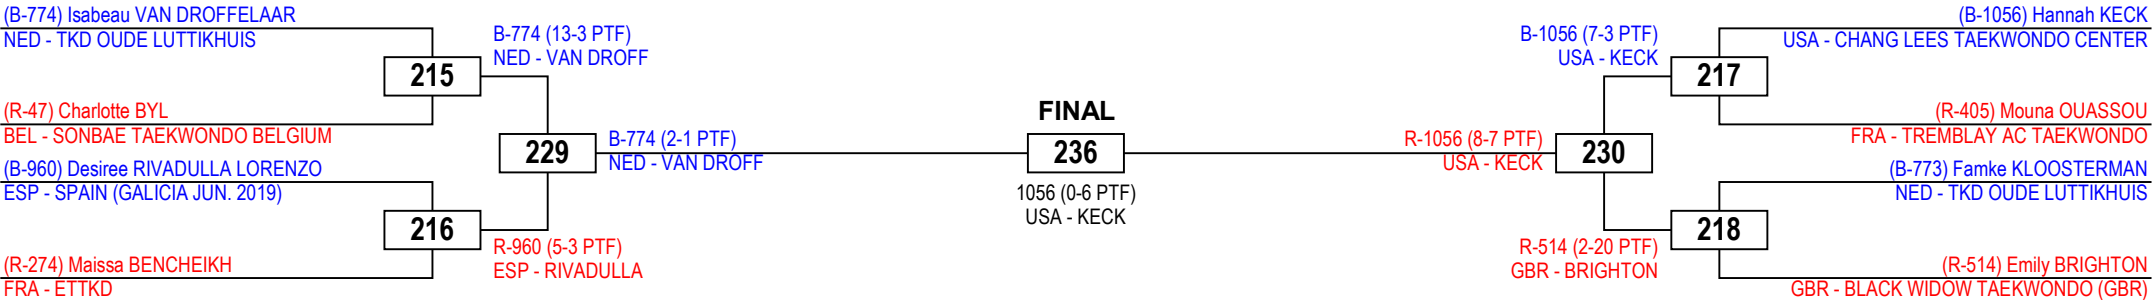 (B-774) Isabeau VAN DROFFELAAR
NED - TKD OUDE LUTTIKHUIS
215
(R-47) Charlotte BYL
BEL - SONBAE TAEKWONDO BELGIUM
(B-960) Desiree RIVADULLA LORENZO
ESP - SPAIN (GALICIA JUN. 2019)
216
(R-274) Maissa BENCHEIKH
FRA - ETTKD
B-774 (13-3 PTF)
NED - VAN DROFF
229
R-960 (5-3 PTF)
ESP - RIVADULLA
B-774 (2-1 PTF)
NED - VAN DROFF
FINAL
236
1056 (0-6 PTF)
USA - KECK
R-1056 (8-7 PTF)
USA - KECK
B-1056 (7-3 PTF)
USA - KECK
230
R-514 (2-20 PTF)
GBR - BRIGHTON
(B-1056) Hannah KECK
USA - CHANG LEES TAEKWONDO CENTER
217
(R-405) Mouna OUASSOU
FRA - TREMBLAY AC TAEKWONDO
(B-773) Famke KLOOSTERMAN
NED - TKD OUDE LUTTIKHUIS
218
(R-514) Emily BRIGHTON
GBR - BLACK WIDOW TAEKWONDO (GBR)